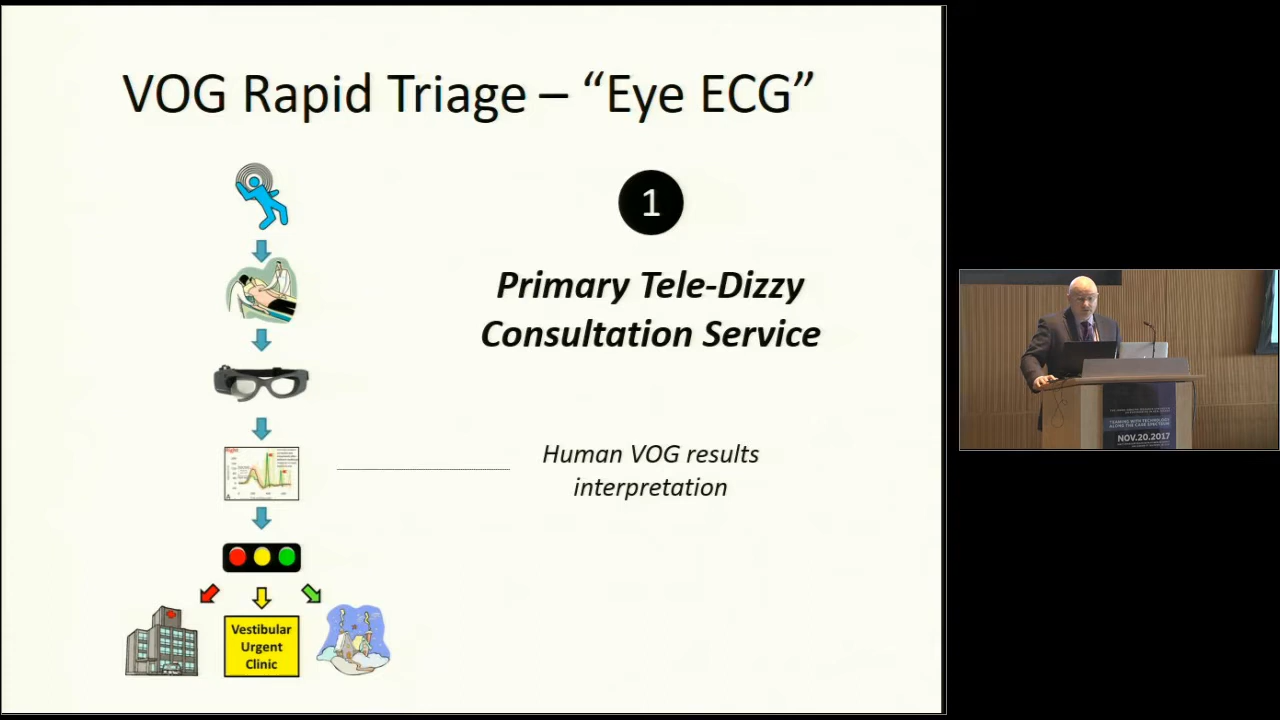 VOG Rapid Triage – “Eye ECG”
1
Primary Tele-Dizzy
Consultation Service
Human VOG results
interpretation
Vestibular
Urgent
Clinic
NOV.20.2017